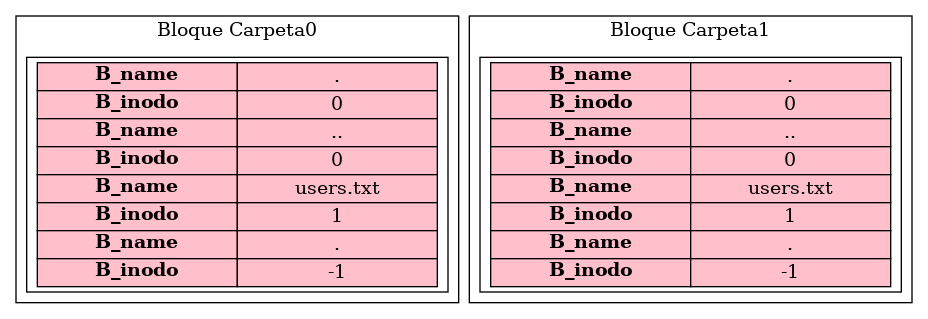 Bloque Carpeta0
B_name .
B_inodo 0
B_name ..
B_inodo 0
B_name users.txt
B_inodo 1
B_name .
B_inodo -1
Bloque Carpeta1
B_name .
B_inodo 0
B_name ..
B_inodo 0
B_name users.txt
B_inodo 1
B_name .
B_inodo -1